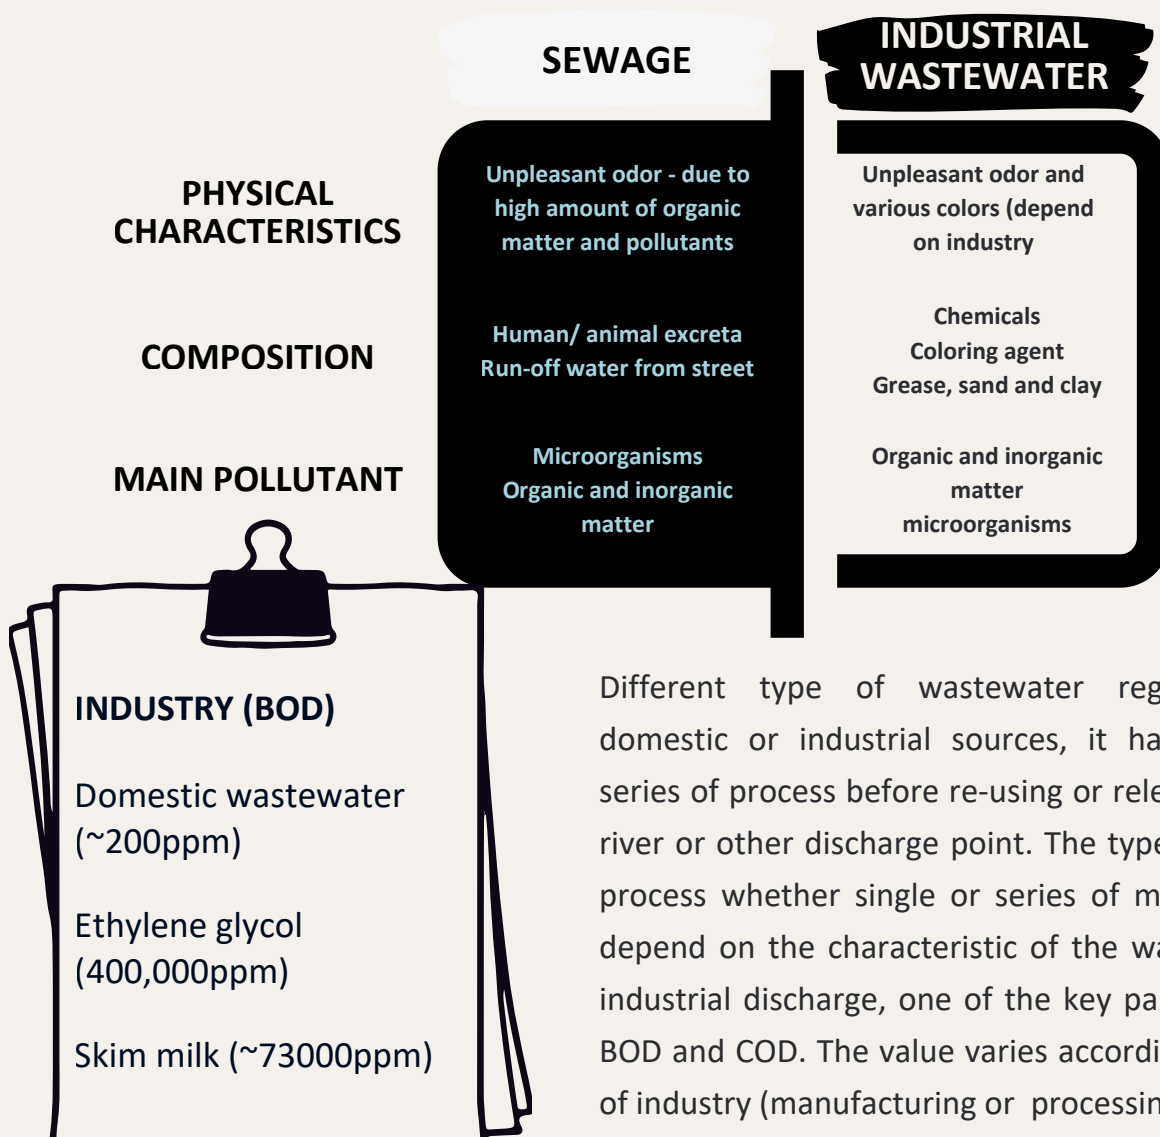 SEWAGE
INDUSTRIAL
WASTEWATER
PHYSICAL
CHARACTERISTICS
Unpleasant odor - due to
high amount of organic
matter and pollutants
Unpleasant odor and
various colors (depend
on industry
COMPOSITION
Human/ animal excreta
Run-off water from street
Chemicals
Coloring agent
Grease, sand and clay
MAIN POLLUTANT
Microorganisms
Organic and inorganic
matter
Organic and inorganic
matter
microorganisms
INDUSTRY (BOD)
Domestic wastewater
(~200ppm)
Ethylene glycol
(400,000ppm)
Skim milk (~73000ppm)
Different type of wastewater
domestic or industrial sources, it
series of process before re-using or
river or other discharge point. The
process whether single or series of
depend on the characteristic of the
industrial discharge, one of the key
BOD and COD. The value varies
of industry (manufacturing or